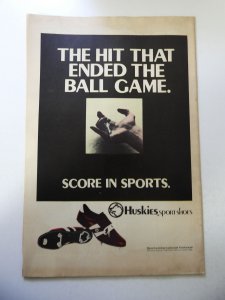 THE HIT THAT
ENDED THE
BALL GAME.
SCORE IN SPORTS.
Huskies sport shoes